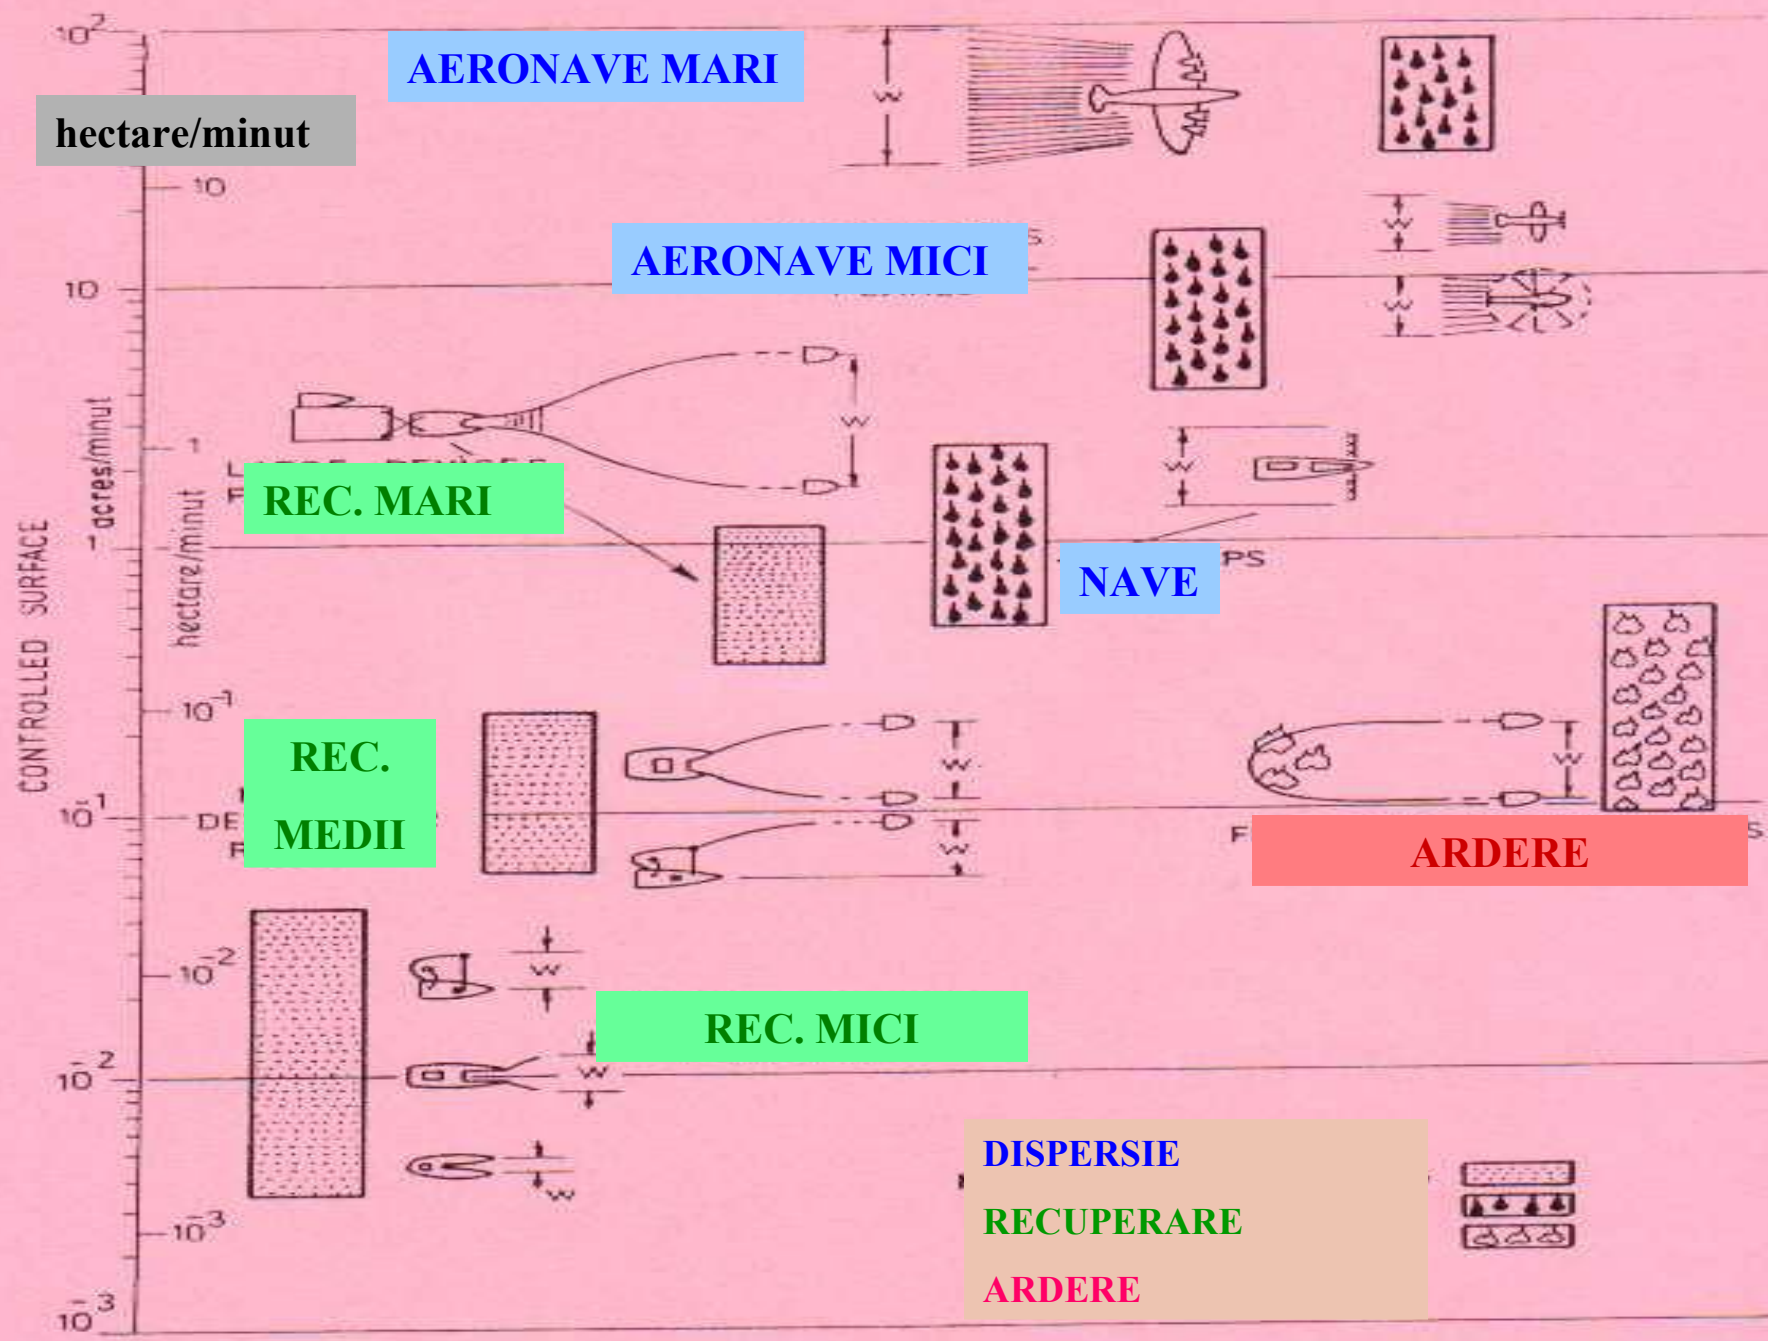 10²
AERONAVE MARI
W
hectare/minut
10
W
AERONAVE MICI
S
10
W
acres/minut
W
1
W
REC. MARI
hectare/minut
1
NAVE
PS
CONTROLLED SURFACE
10⁻¹
REC.
MEDII
W
W
10⁻¹
DE
F
W
F
ARDERE
S
10⁻²
W
REC. MICI
10⁻²
W
W
DISPERSIE
RECUPERARE
ARDERE
10⁻³
10⁻³